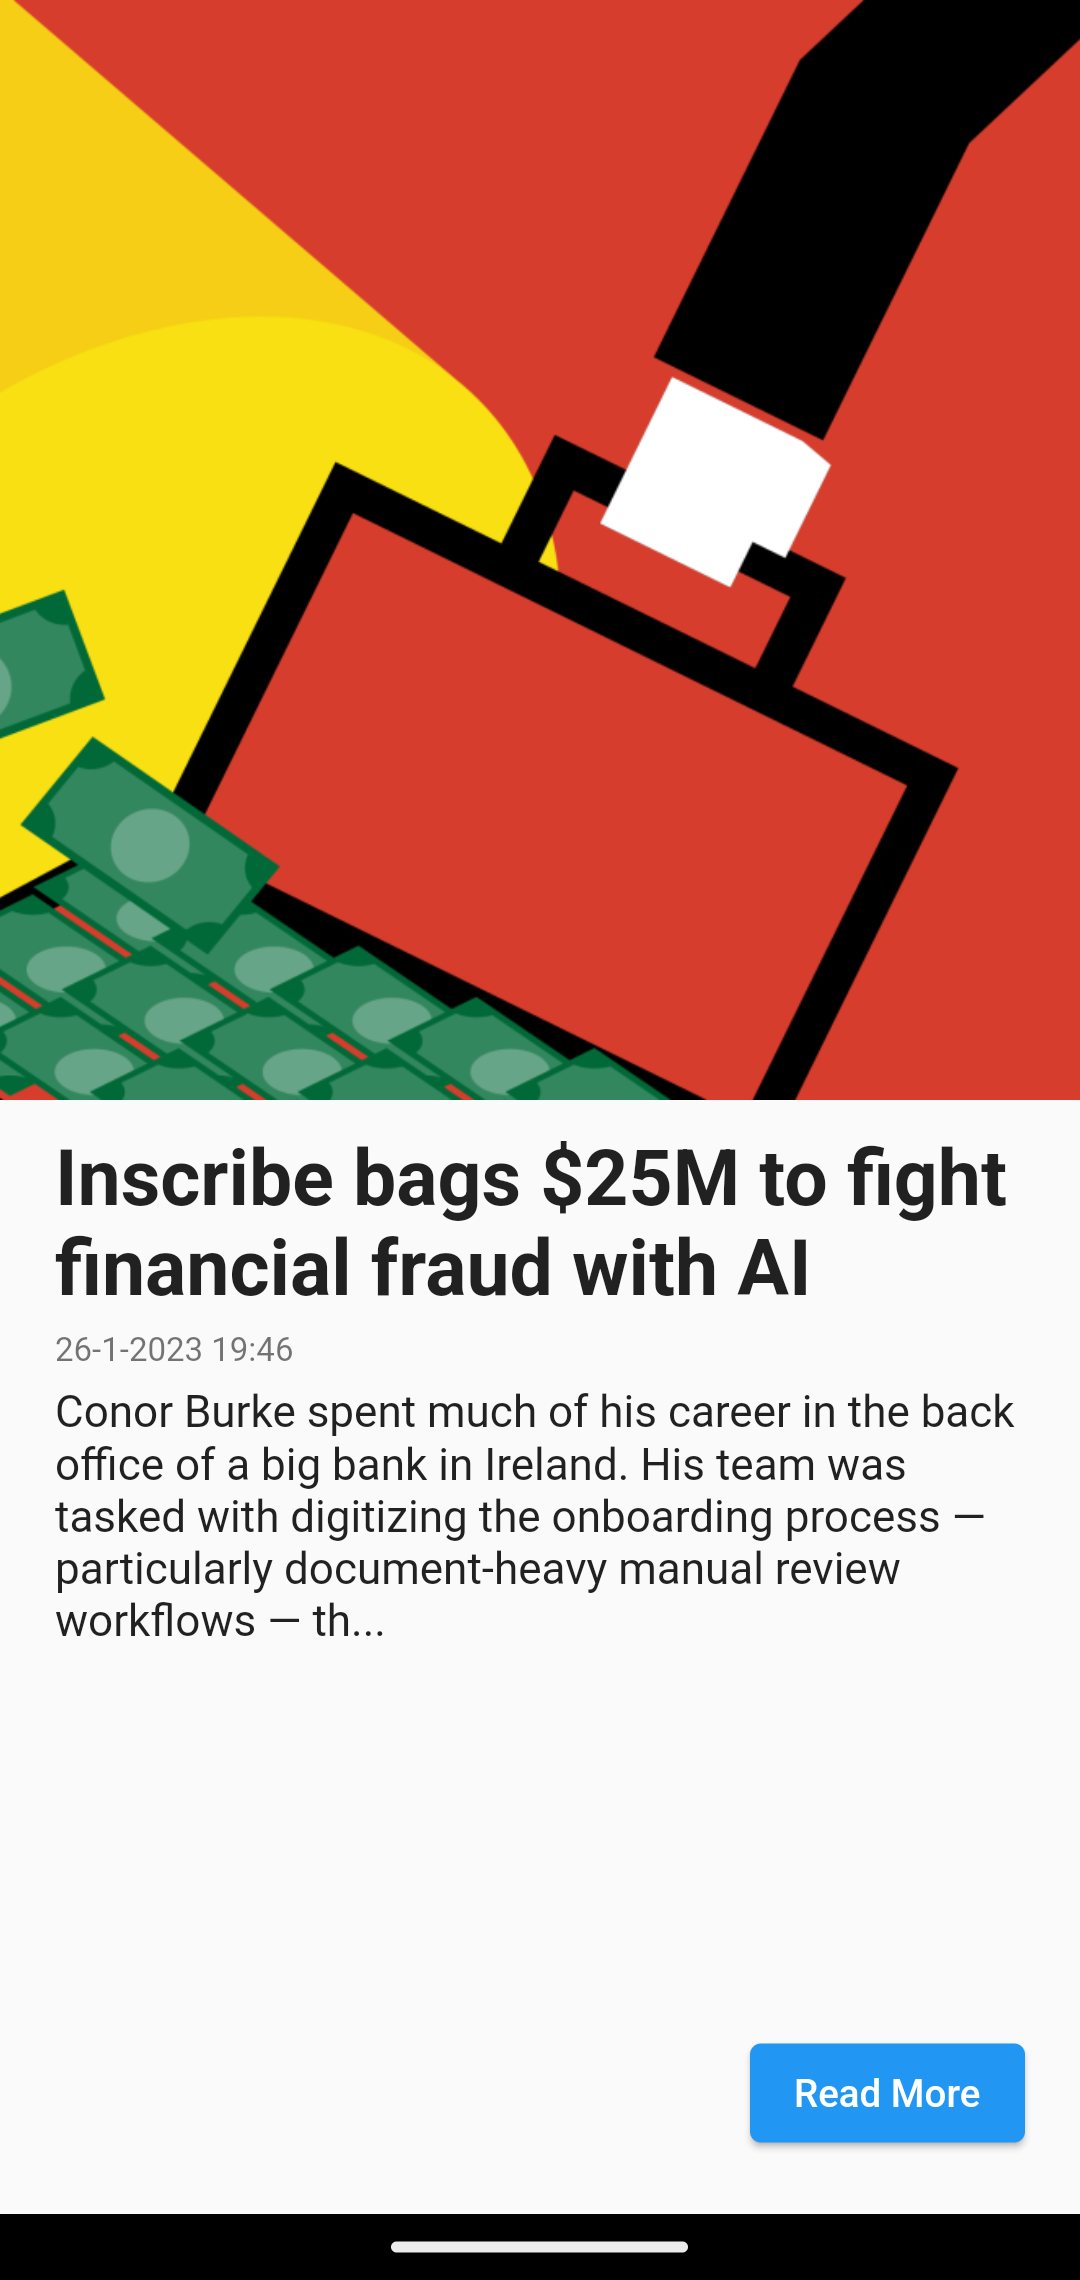 Inscribe bags $25M to fight
financial fraud with AI
26-1-2023 19:46
Conor Burke spent much of his career in the back
office of a big bank in Ireland. His team was
tasked with digitizing the onboarding process —
particularly document-heavy manual review
workflows — th...
Read More